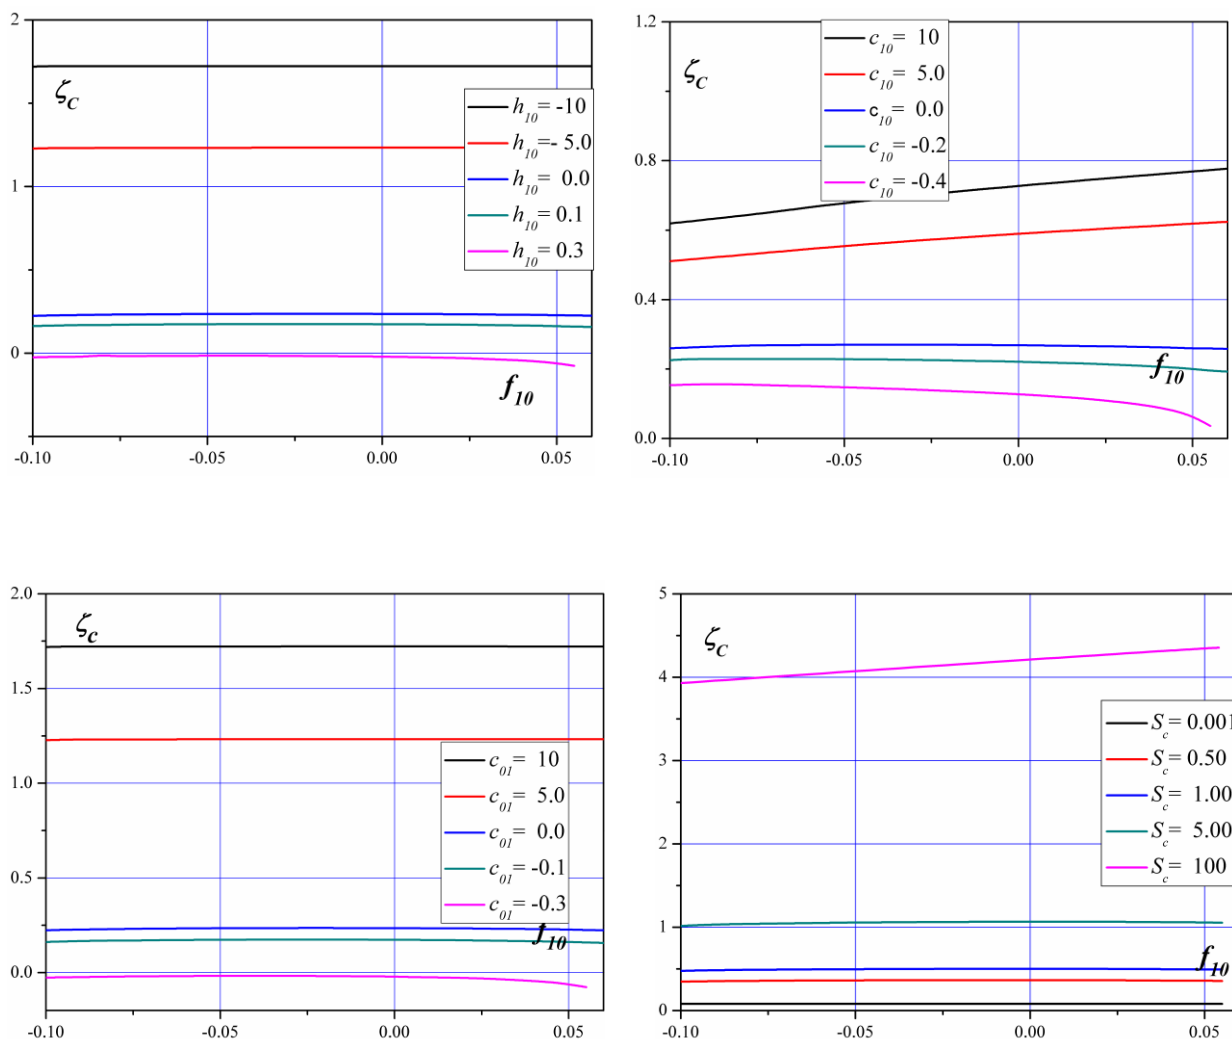 2
1
0
-0.10
-0.05
0.00
0.05
ζC
f10
h10= -10
h10=- 5.0
h10= 0.0
h10= 0.1
h10= 0.3
1.2
0.8
0.4
0.0
-0.10
-0.05
0.00
0.05
ζC
f10
c10= 10
c10= 5.0
c10= 0.0
c10= -0.2
c10= -0.4
2.0
1.5
1.0
0.5
0.0
-0.10
-0.05
0.00
0.05
ζc
f10
c01= 10
c01= 5.0
c01= 0.0
c01= -0.1
c01= -0.3
5
4
3
2
1
0
-0.10
-0.05
0.00
0.05
ζC
f10
Sc= 0.001
Sc= 0.50
Sc= 1.00
Sc= 5.00
Sc= 100